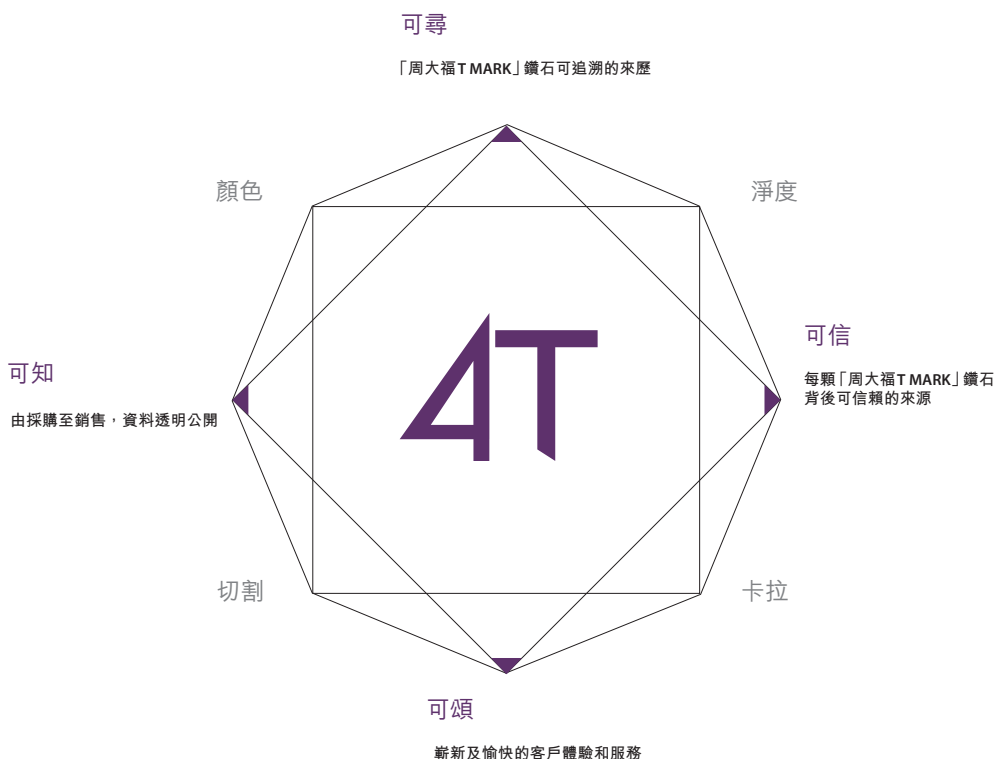 可尋
「周大福T MARK」鑽石可追溯的來歷
顏色
淨度
4T
可信
每顆「周大福T MARK」鑽石
背後可信賴的來源
可知
由採購至銷售，資料透明公開
切割
卡拉
可頌
嶄新及愉快的客戶體驗和服務